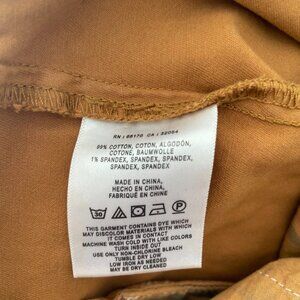 RN: 66170 CA: 32054
99% COTTON, COTON, ALGODÓN,
COTONE, BAUMWOLLE
1% SPANDEX, SPANDEX, SPANDEX,
SPANDEX, SPANDEX
MADE IN CHINA,
HECHO EN CHINA,
FABRIQUÉ EN CHINE
THIS GARMENT CONTAINS DYE WHICH
MAY DISCOLOR MATERIALS WITH WHICH
IT COMES IN CONTACT
MACHINE WASH COLD WITH LIKE COLORS
TURN INSIDE OUT
USE ONLY NON-CHLORINE BLEACH
TUMBLE DRY LOW
LOW IRON AS NEEDED
MAY BE DRY CLEANED